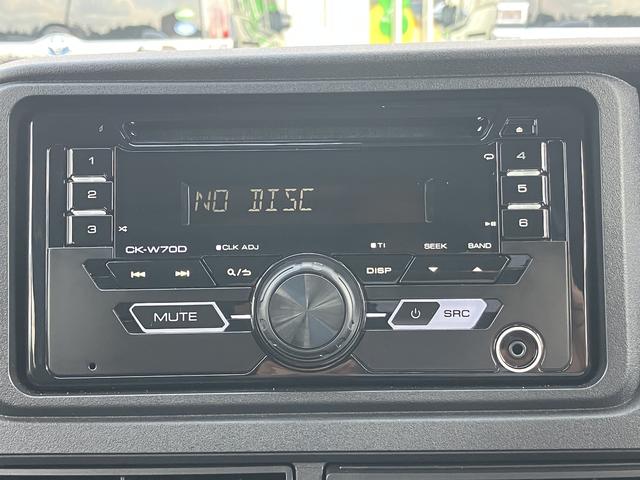 1
4
NO DISC
2
5
3
6
CK-W70D
CLK ADJ
TI
SEEK
BAND
DISP
MUTE
SRC